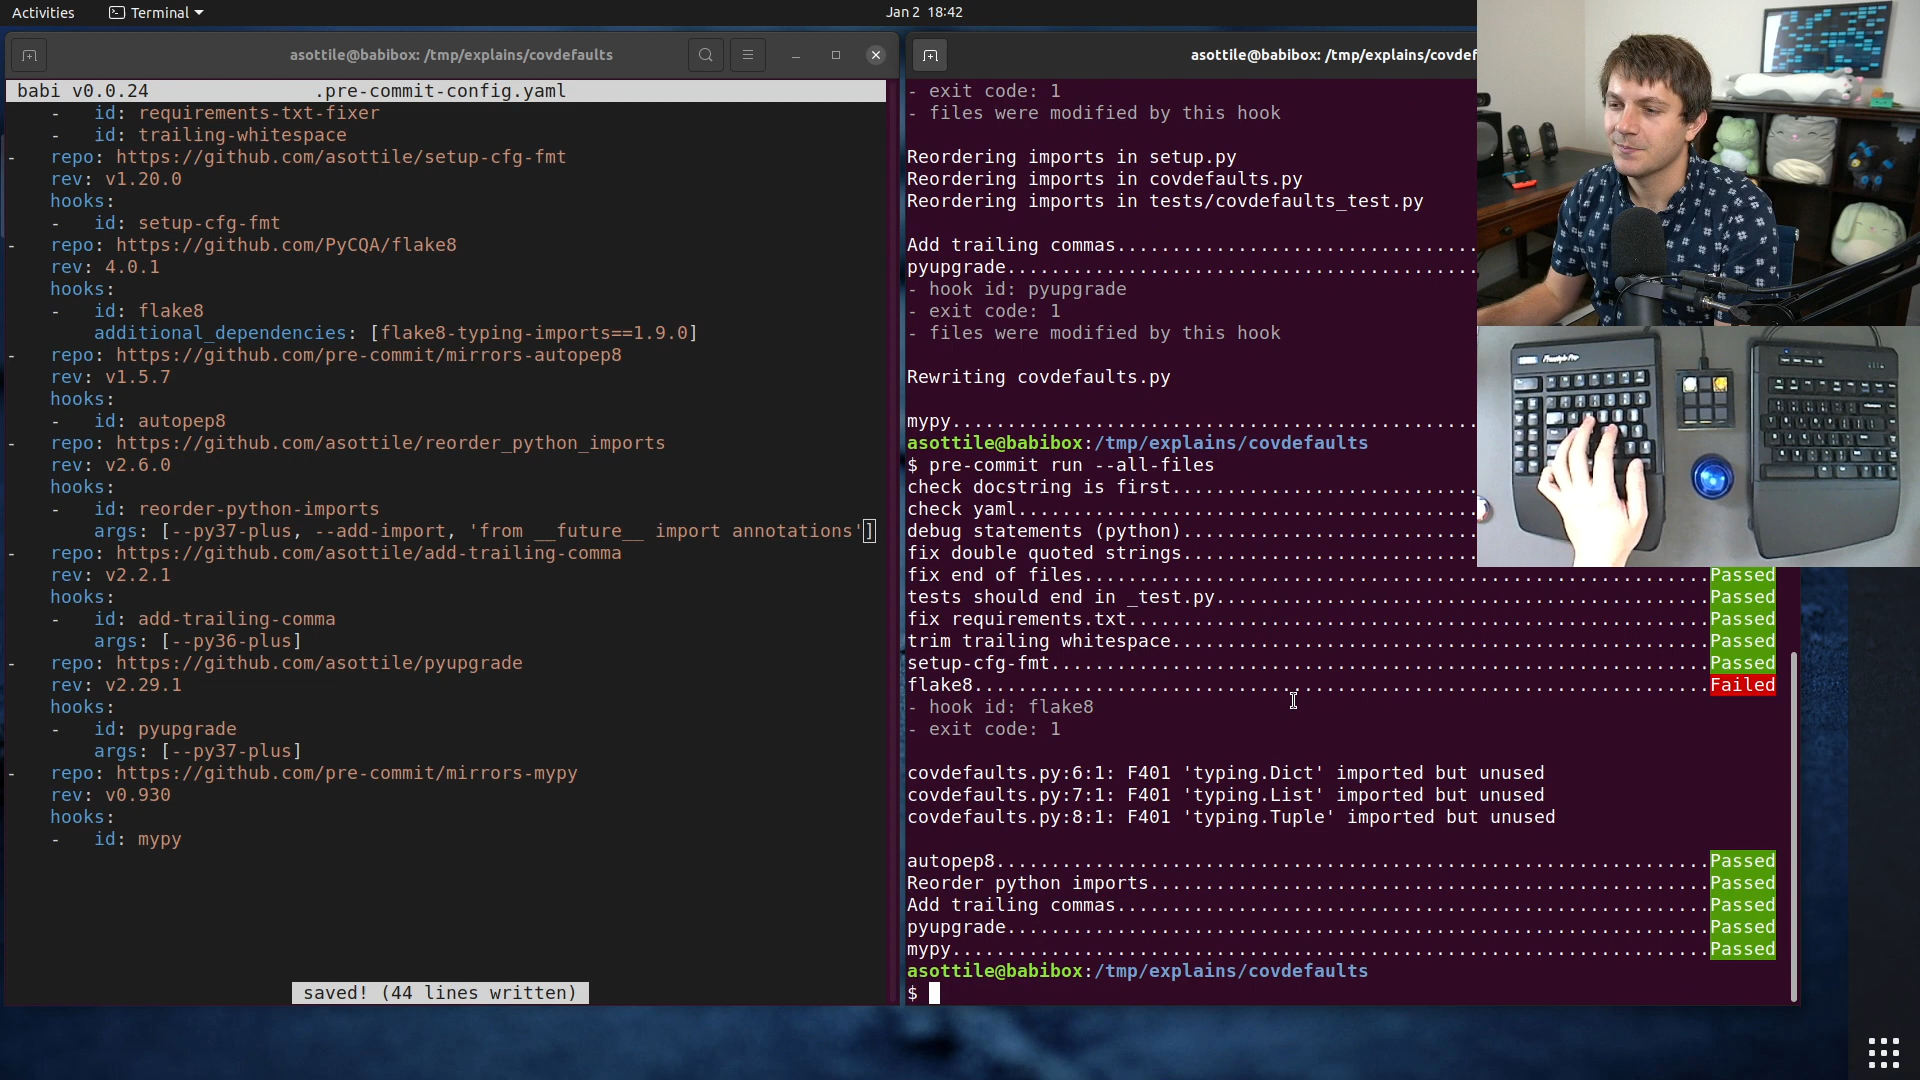 Activities
Terminal
Jan 2 18:42
asottile@babibox: /tmp/explains/covdefaults
babi v0.0.24 .pre-commit-config.yaml
- id: requirements-txt-fixer
- id: trailing-whitespace
- repo: https://github.com/asottile/setup-cfg-fmt
rev: v1.20.0
hooks:
- id: setup-cfg-fmt
- repo: https://github.com/PyCQA/flake8
rev: 4.0.1
hooks:
- id: flake8
additional_dependencies: [flake8-typing-imports==1.9.0]
- repo: https://github.com/pre-commit/mirrors-autopep8
rev: v1.5.7
hooks:
- id: autopep8
- repo: https://github.com/asottile/reorder_python_imports
rev: v2.6.0
hooks:
- id: reorder-python-imports
args: [--py37-plus, --add-import, 'from __future__ import annotations']
- repo: https://github.com/asottile/add-trailing-comma
rev: v2.2.1
hooks:
- id: add-trailing-comma
args: [--py36-plus]
- repo: https://github.com/asottile/pyupgrade
rev: v2.29.1
hooks:
- id: pyupgrade
args: [--py37-plus]
- repo: https://github.com/pre-commit/mirrors-mypy
rev: v0.930
hooks:
- id: mypy
saved! (44 lines written)
asottile@babibox: /tmp/explains/covdef
- exit code: 1
- files were modified by this hook
Reordering imports in setup.py
Reordering imports in covdefaults.py
Reordering imports in tests/covdefaults_test.py
Add trailing commas.................................
pyupgrade...........................................
- hook id: pyupgrade
- exit code: 1
- files were modified by this hook
Rewriting covdefaults.py
mypy................................................
asottile@babibox:/tmp/explains/covdefaults
$ pre-commit run --all-files
check docstring is first............................
check yaml..........................................
debug statements (python)...........................
fix double quoted strings...........................
fix end of files.........................................................Passed
tests should end in _test.py.............................................Passed
fix requirements.txt.....................................................Passed
trim trailing whitespace.................................................Passed
setup-cfg-fmt............................................................Passed
flake8...................................................................Failed
- hook id: flake8
- exit code: 1
covdefaults.py:6:1: F401 'typing.Dict' imported but unused
covdefaults.py:7:1: F401 'typing.List' imported but unused
covdefaults.py:8:1: F401 'typing.Tuple' imported but unused
autopep8.................................................................Passed
Reorder python imports...................................................Passed
Add trailing commas......................................................Passed
pyupgrade................................................................Passed
mypy.....................................................................Passed
asottile@babibox:/tmp/explains/covdefaults
$